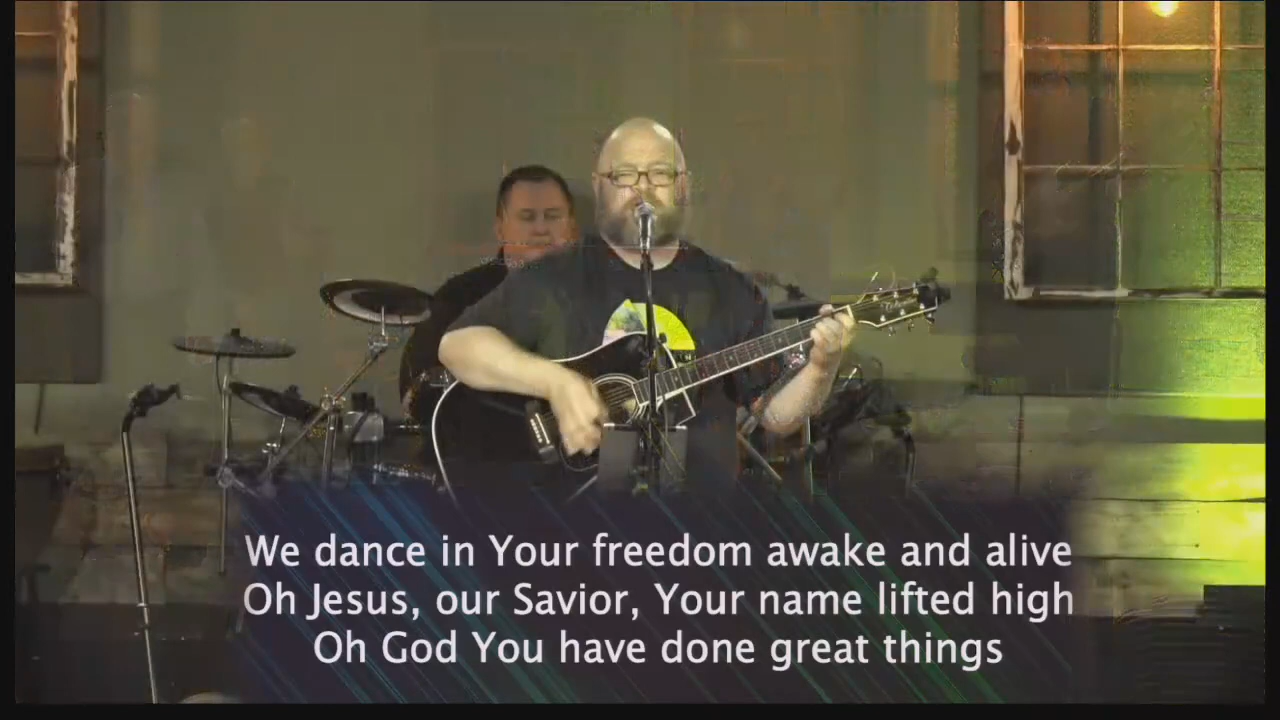 We dance in Your freedom awake and alive
Oh Jesus, our Savior, Your name lifted high
Oh God You have done great things